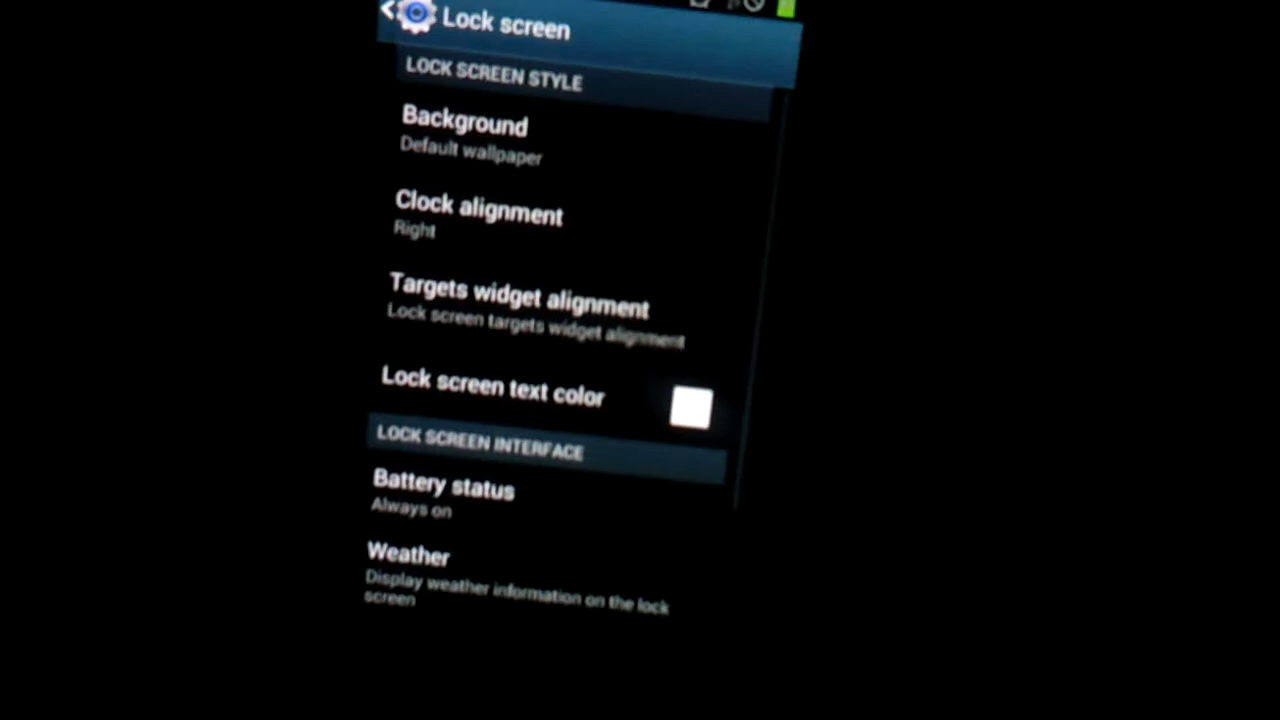 Lock screen
LOCK SCREEN STYLE
Background
Default wallpaper
Clock alignment
Right
Targets widget alignment
Lock screen targets widget alignment
Lock screen text color
LOCK SCREEN INTERFACE
Battery status
Always on
Weather
Display weather information on the lock
screen